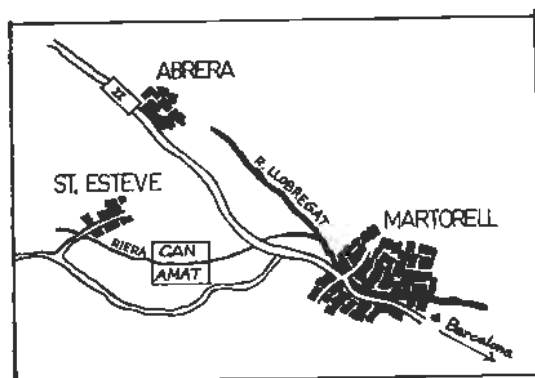 ABRERA
II
R. LLOBREGAT
ST. ESTEVE
MARTORELL
RIERA
CAN
AMAT
a Barcelona